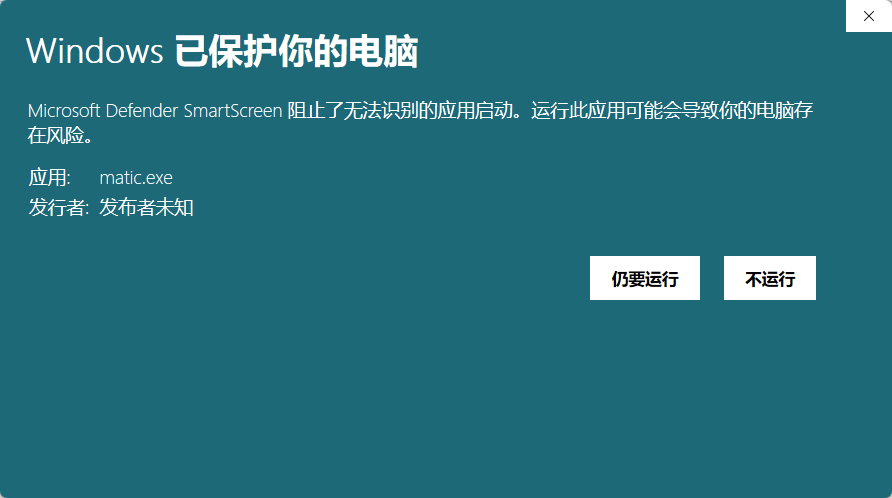 Windows 已保护你的电脑
Microsoft Defender SmartScreen 阻止了无法识别的应用启动。运行此应用可能会导致你的电脑存
在风险。
应用: matic.exe
发行者: 发布者未知
仍要运行 不运行